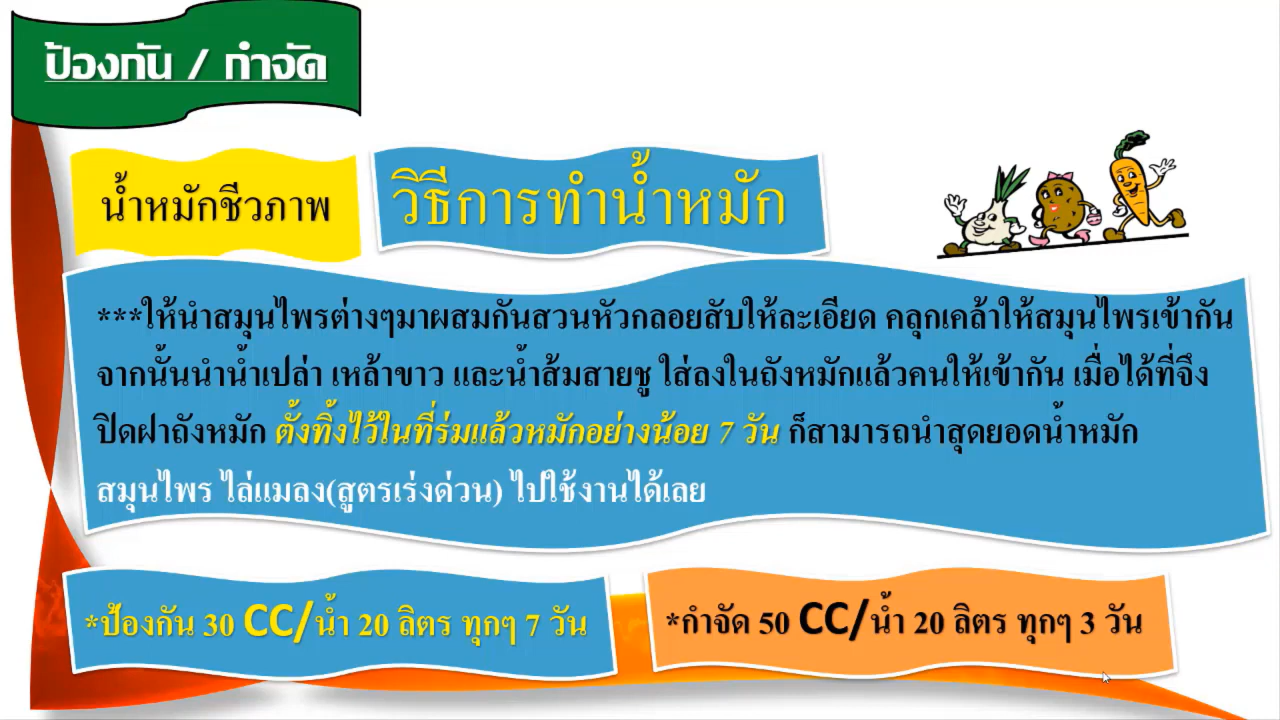 ป้องกัน / กำจัด
น้ำหมักชีวภาพ
วิธีการทำน้ำหมัก
***ให้นำสมุนไพรต่างๆมาผสมกันสวนหัวกลอยสับให้ละเอียด คลุกเคล้าให้สมุนไพรเข้ากัน
จากนั้นนำน้ำเปล่า เหล้าขาว และน้ำส้มสายชู ใส่ลงในถังหมักแล้วคนให้เข้ากัน เมื่อได้ที่จึง
ปิดฝาถังหมัก ตั้งทิ้งไว้ในที่ร่มแล้วหมักอย่างน้อย 7 วัน ก็สามารถนำสุดยอดน้ำหมัก
สมุนไพร ไล่แมลง(สูตรเร่งด่วน) ไปใช้งานได้เลย
*ป้องกัน 30 CC/น้ำ 20 ลิตร ทุกๆ 7 วัน
*กำจัด 50 CC/น้ำ 20 ลิตร ทุกๆ 3 วัน